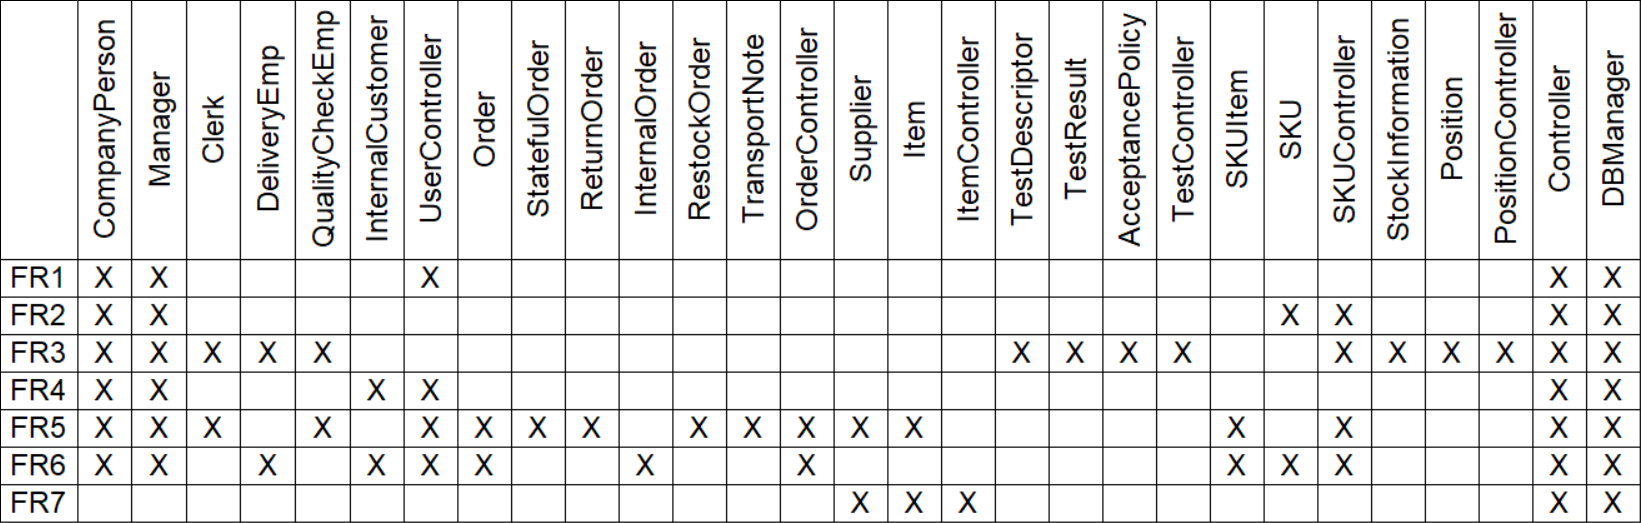 CompanyPerson Manager Clerk DeliveryEmp QualityCheckEmp InternalCustomer UserController Order StatefulOrder ReturnOrder InternalOrder RestockOrder TransportNote OrderController Supplier Item ItemController TestDescriptor TestResult AcceptancePolicy TestController SKUItem SKU SKUController StockInformation Position PositionController Controller DBManager
FR1 X X X X X
FR2 X X X X X X
FR3 X X X X X X X X X X X X X X X
FR4 X X X X X X
FR5 X X X X X X X X X X X X X X X X X
FR6 X X X X X X X X X X X X X
FR7 X X X X X